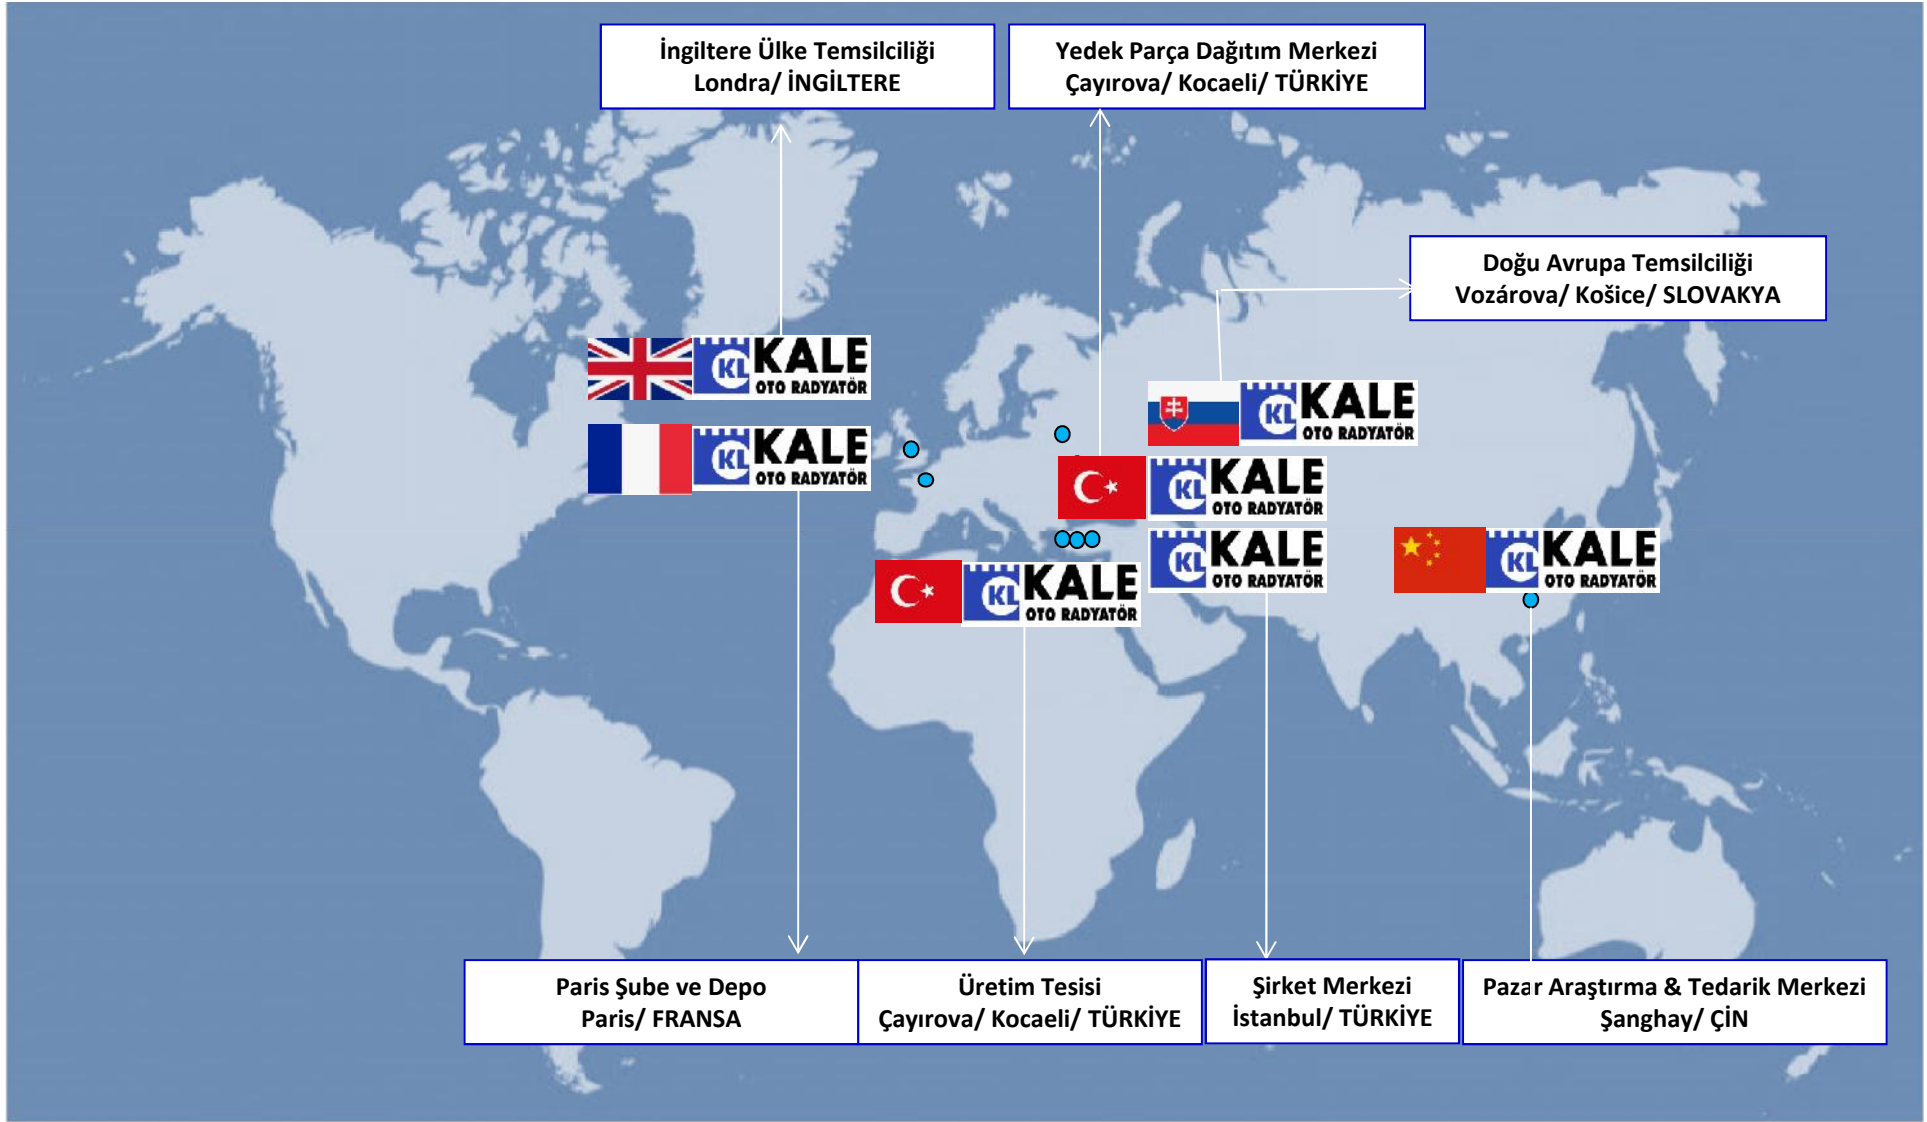 İngiltere Ülke Temsilciliği
Londra/ İNGİLTERE
Yedek Parça Dağıtım Merkezi
Çayırova/ Kocaeli/ TÜRKİYE
Doğu Avrupa Temsilciliği
Vozárova/ Košice/ SLOVAKYA
KL KALE
OTO RADYATÖR
KL KALE
OTO RADYATÖR
KL KALE
OTO RADYATÖR
KL KALE
OTO RADYATÖR
KL KALE
OTO RADYATÖR
KL KALE
OTO RADYATÖR
KL KALE
OTO RADYATÖR
Paris Şube ve Depo
Paris/ FRANSA
Üretim Tesisi
Çayırova/ Kocaeli/ TÜRKİYE
Şirket Merkezi
İstanbul/ TÜRKİYE
Pazar Araştırma & Tedarik Merkezi
Şanghay/ ÇİN